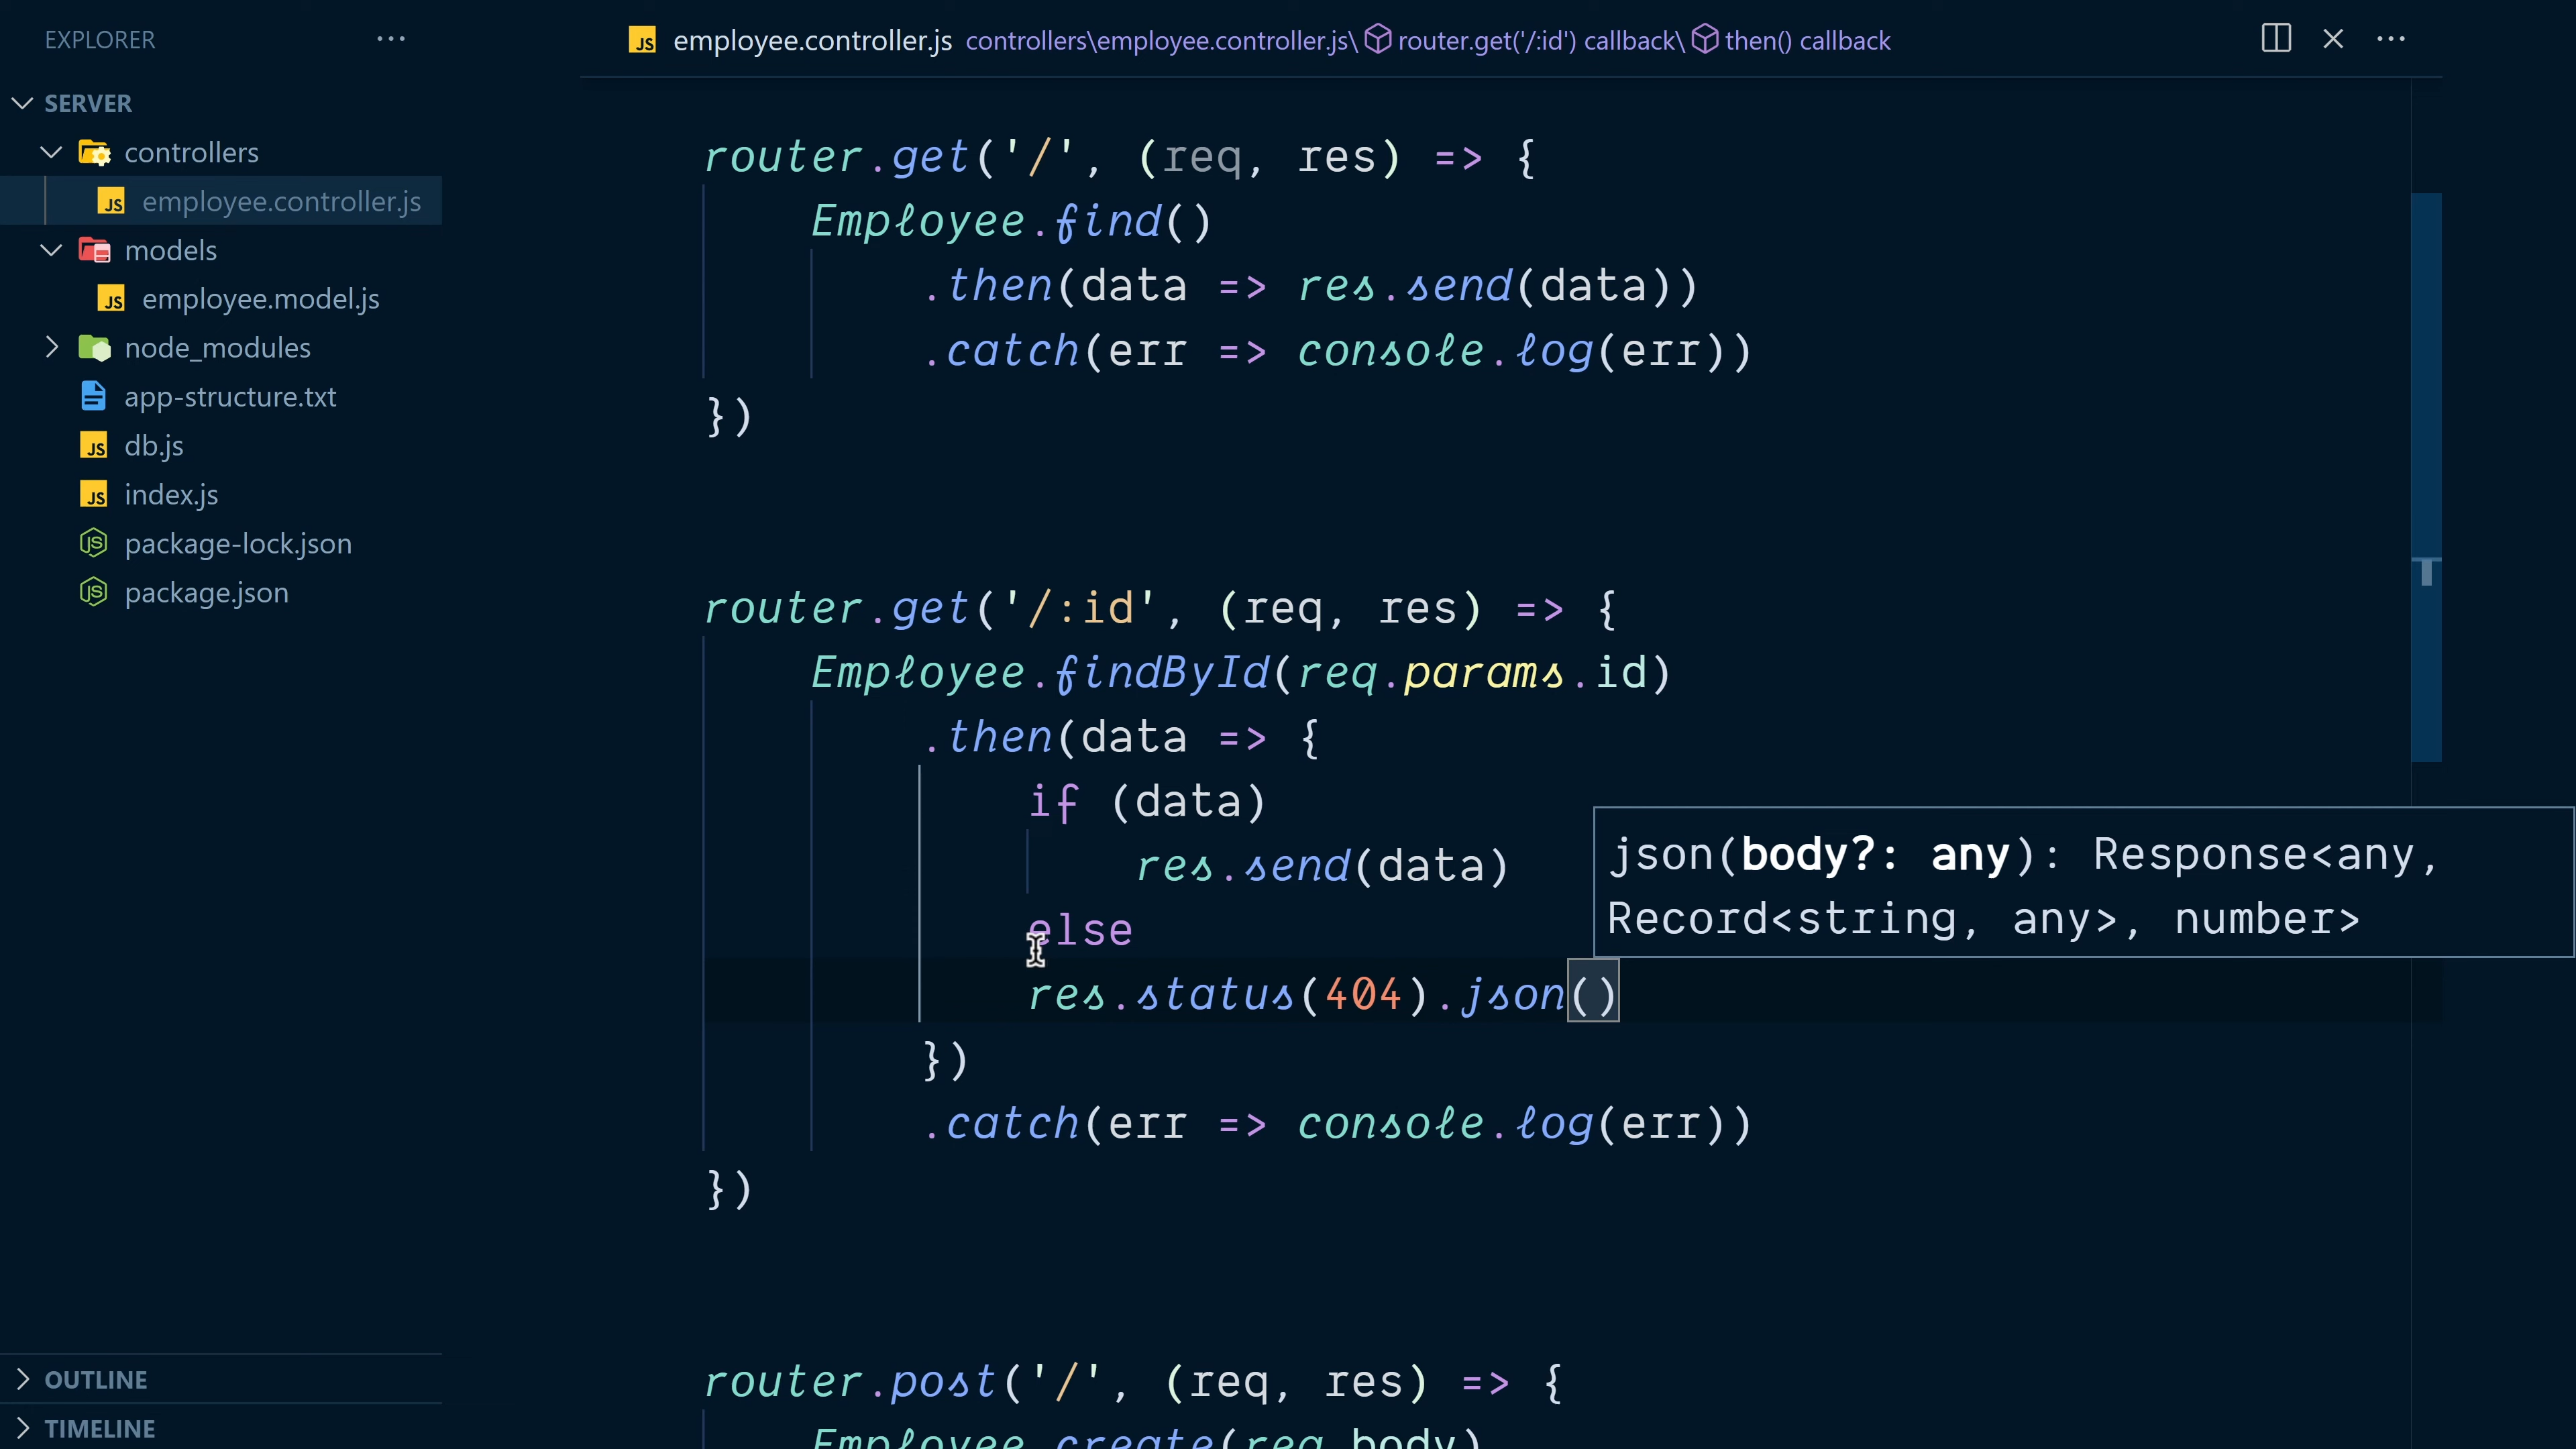 EXPLORER
SERVER
controllers
employee.controller.js
models
employee.model.js
node_modules
app-structure.txt
db.js
index.js
package-lock.json
package.json
OUTLINE
TIMELINE
employee.controller.js controllers\employee.controller.js\ router.get('/:id') callback\ then() callback
router.get('/', (req, res) => {
Employee.find()
.then(data => res.send(data))
.catch(err => console.log(err))
})
router.get('/:id', (req, res) => {
Employee.findById(req.params.id)
.then(data => {
if (data)
res.send(data)
else
res.status(404).json()
})
.catch(err => console.log(err))
})
router.post('/', (req, res) => {
Employee.create(req.body)
json(body?: any): Response<any,
Record<string, any>, number>